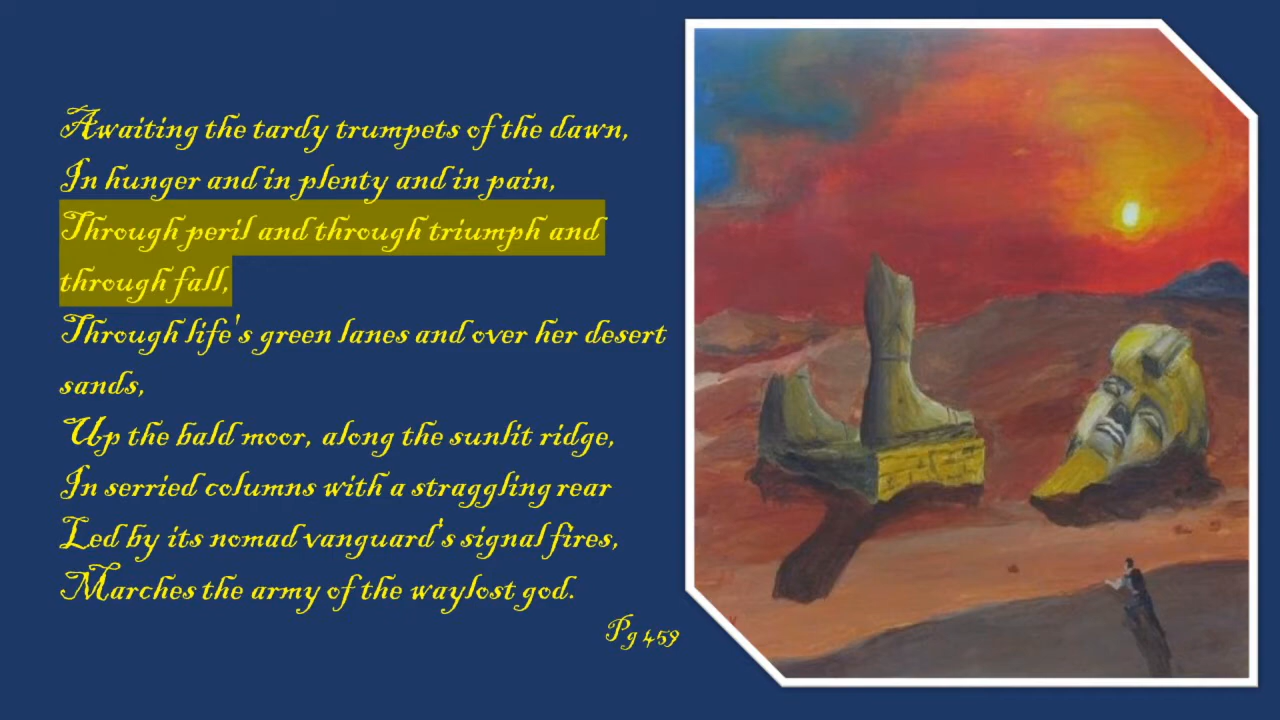 Awaiting the tardy trumpets of the dawn,
In hunger and in plenty and in pain,
Through peril and through triumph and
through fall,
Through life's green lanes and over her desert
sands,
Up the bald moor, along the sunlit ridge,
In serried columns with a straggling rear
Led by its nomad vanguard's signal fires,
Marches the army of the waylost god.
Pg 459